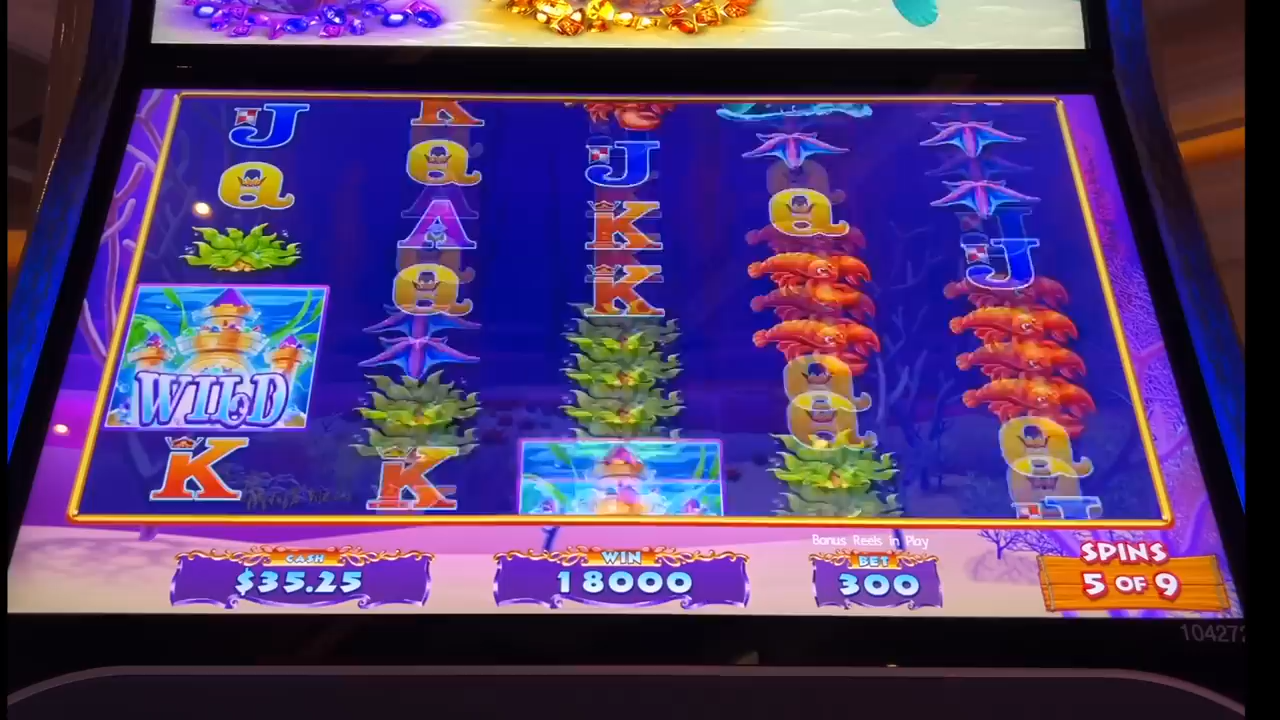 J K
Q Q J
A K Q
Q K J
WILD
K K Q
Bonus Reels in Play
CASH WIN BET SPINS
$35.25 18000 300 5 OF 9